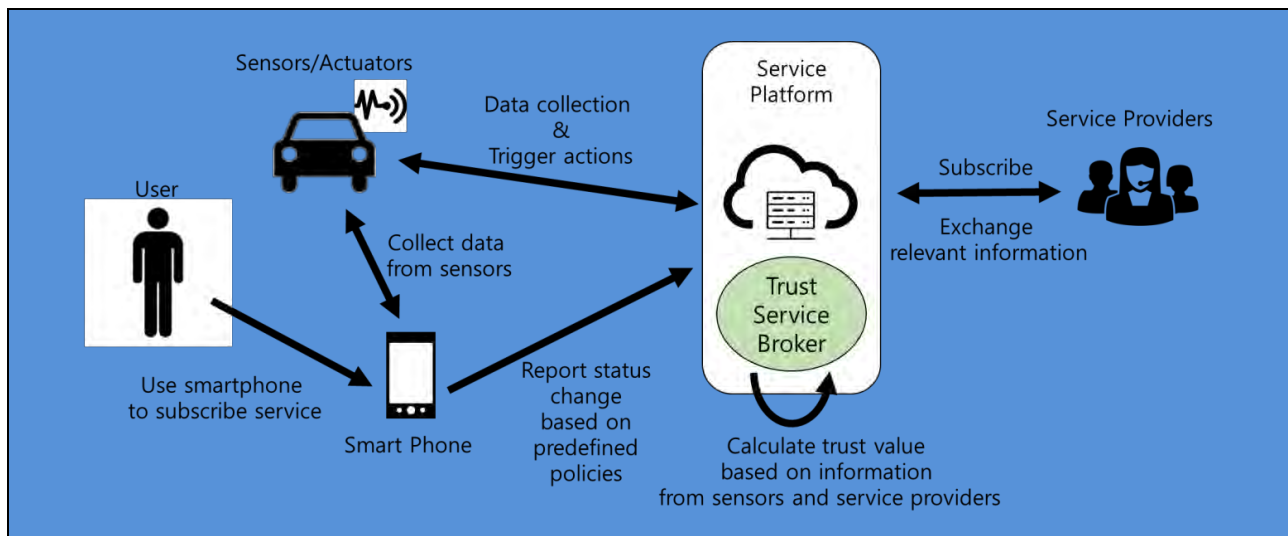 Sensors/Actuators
Data collection
&
Trigger actions
Service
Platform
Service Providers
Subscribe
Exchange
relevant information
User
Collect data
from sensors
Trust
Service
Broker
Use smartphone
to subscribe service
Smart Phone
Report status
change
based on
predefined
policies
Calculate trust value
based on information
from sensors and service providers